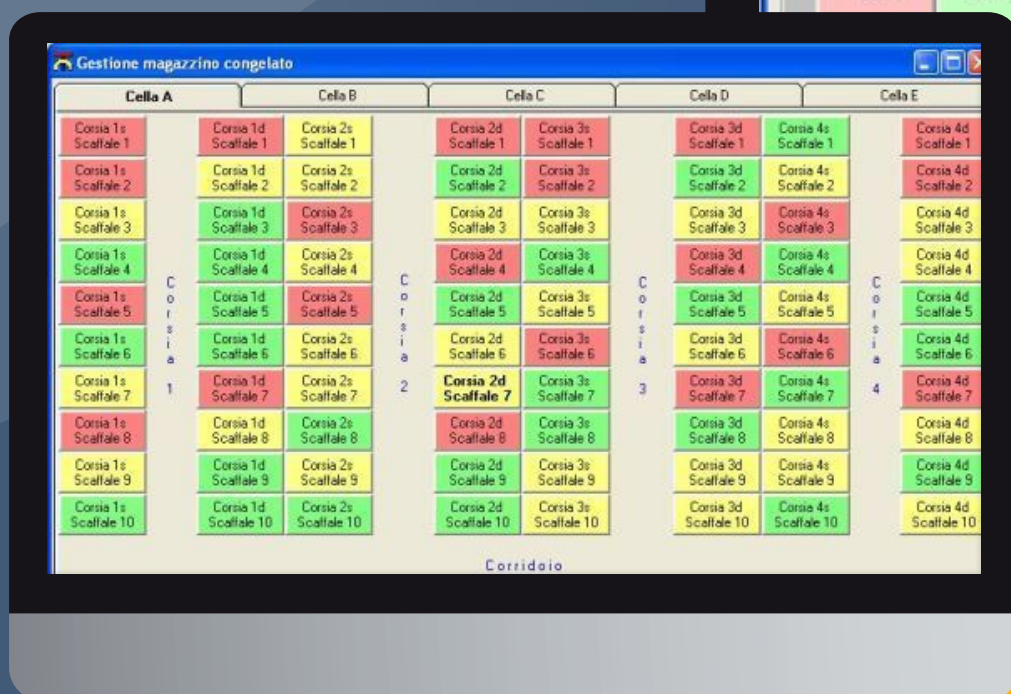 Gestione magazzino congelato
Cella A Cella B Cella C Cella D Cella E
Corsia 1s Corsia 1d Corsia 2s Corsia 2d Corsia 3s Corsia 3d Corsia 4s Corsia 4d
Scaffale 1 Scaffale 1 Scaffale 1 Scaffale 1 Scaffale 1 Scaffale 1 Scaffale 1 Scaffale 1
Corsia 1s Corsia 1d Corsia 2s Corsia 2d Corsia 3s Corsia 3d Corsia 4s Corsia 4d
Scaffale 2 Scaffale 2 Scaffale 2 Scaffale 2 Scaffale 2 Scaffale 2 Scaffale 2 Scaffale 2
Corsia 1s Corsia 1d Corsia 2s Corsia 2d Corsia 3s Corsia 3d Corsia 4s Corsia 4d
Scaffale 3 Scaffale 3 Scaffale 3 Scaffale 3 Scaffale 3 Scaffale 3 Scaffale 3 Scaffale 3
Corsia 1s Corsia 1d Corsia 2s Corsia 2d Corsia 3s Corsia 3d Corsia 4s Corsia 4d
Scaffale 4 Scaffale 4 Scaffale 4 Scaffale 4 Scaffale 4 Scaffale 4 Scaffale 4 Scaffale 4
Corsia 1s Corsia 1d Corsia 2s Corsia 2d Corsia 3s Corsia 3d Corsia 4s Corsia 4d
Scaffale 5 Scaffale 5 Scaffale 5 Scaffale 5 Scaffale 5 Scaffale 5 Scaffale 5 Scaffale 5
Corsia 1s Corsia 1d Corsia 2s Corsia 2d Corsia 3s Corsia 3d Corsia 4s Corsia 4d
Scaffale 6 Scaffale 6 Scaffale 6 Scaffale 6 Scaffale 6 Scaffale 6 Scaffale 6 Scaffale 6
Corsia 1s Corsia 1d Corsia 2s Corsia 2d Corsia 3s Corsia 3d Corsia 4s Corsia 4d
Scaffale 7 Scaffale 7 Scaffale 7 Scaffale 7 Scaffale 7 Scaffale 7 Scaffale 7 Scaffale 7
Corsia 1s Corsia 1d Corsia 2s Corsia 2d Corsia 3s Corsia 3d Corsia 4s Corsia 4d
Scaffale 8 Scaffale 8 Scaffale 8 Scaffale 8 Scaffale 8 Scaffale 8 Scaffale 8 Scaffale 8
Corsia 1s Corsia 1d Corsia 2s Corsia 2d Corsia 3s Corsia 3d Corsia 4s Corsia 4d
Scaffale 9 Scaffale 9 Scaffale 9 Scaffale 9 Scaffale 9 Scaffale 9 Scaffale 9 Scaffale 9
Corsia 1s Corsia 1d Corsia 2s Corsia 2d Corsia 3s Corsia 3d Corsia 4s Corsia 4d
Scaffale 10 Scaffale 10 Scaffale 10 Scaffale 10 Scaffale 10 Scaffale 10 Scaffale 10 Scaffale 10
Corsia 1
Corsia 2
Corsia 3
Corsia 4
Corridoio